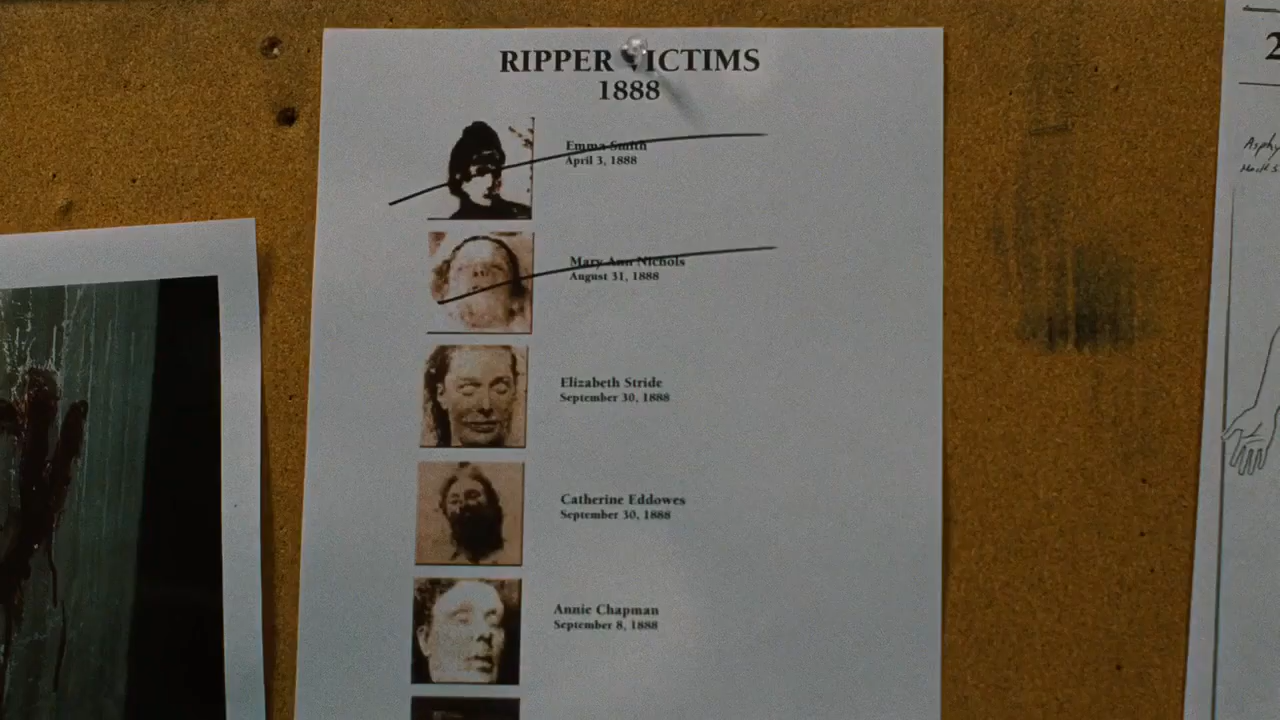 RIPPER VICTIMS
1888
Emma Smith
April 3, 1888
Mary Ann Nichols
August 31, 1888
Elizabeth Stride
September 30, 1888
Catherine Eddowes
September 30, 1888
Annie Chapman
September 8, 1888
2